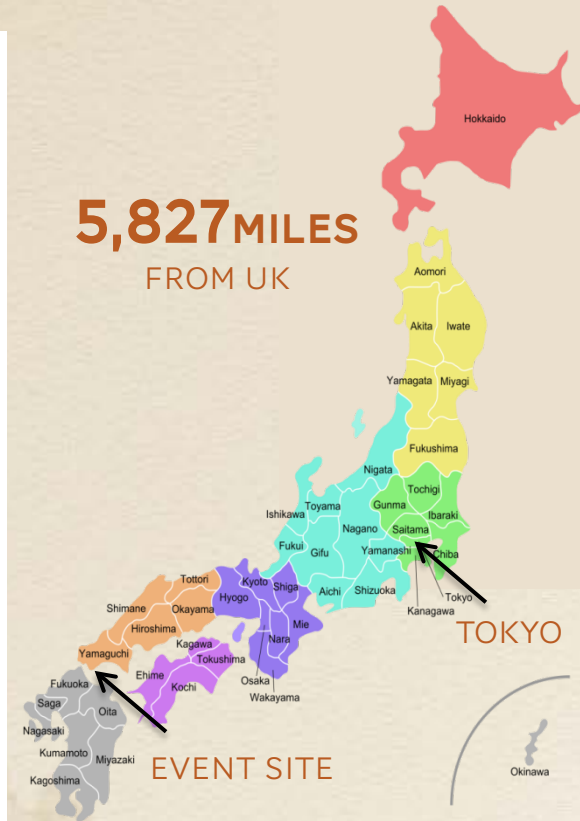 Hokkaido
5,827 MILES
FROM UK
Aomori
Akita
Iwate
Yamagata
Miyagi
Fukushima
Nigata
Tochigi
Gunma
Ibaraki
Toyama
Ishikawa
Saitama
Nagano
Fukui
Gifu
Yamanashi
Chiba
Aichi
Shizuoka
Tokyo
Kanagawa
TOKYO
Tottori
Kyoto
Shiga
Hyogo
Shimane
Okayama
Hiroshima
Mie
Nara
Yamaguchi
Kagawa
Tokushima
Ehime
Kochi
Osaka
Wakayama
Fukuoka
Saga
Oita
Nagasaki
Kumamoto
Miyazaki
Kagoshima
EVENT SITE
Okinawa